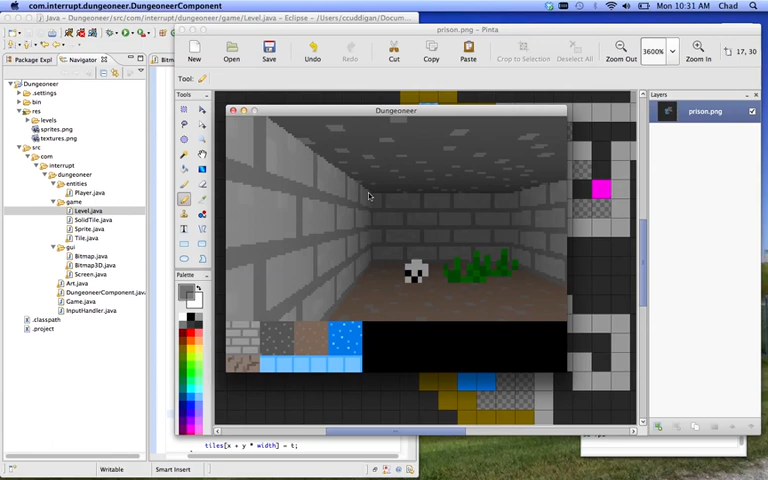 com.interrupt.dungeoneer.DungeoneerComponent
Mon 10:31 AM Chad
Java – Dungeoneer/src/com/interrupt/dungeoneer/game/Level.java – Eclipse – /Users/ccuddigan/Docum...
prison.png – Pinta
New
Open
Save
Undo
Redo
Cut
Copy
Paste
Crop to Selection
Deselect All
Zoom Out
3600%
Zoom In
17, 30
Package Expl
Navigator
Bitm
Tool:
Tools
Layers
prison.png
Dungeoneer
Dungeoneer
.settings
bin
res
levels
sprites.png
textures.png
src
com
interrupt
dungeoneer
entities
Player.java
game
Level.java
SolidTile.java
Sprite.java
Tile.java
gui
Bitmap.java
Bitmap3D.java
Screen.java
Art.java
DungeoneerComponent.java
Game.java
InputHandler.java
.classpath
.project
Palette
tiles[x + y * width] = t;
Writable
Smart Insert